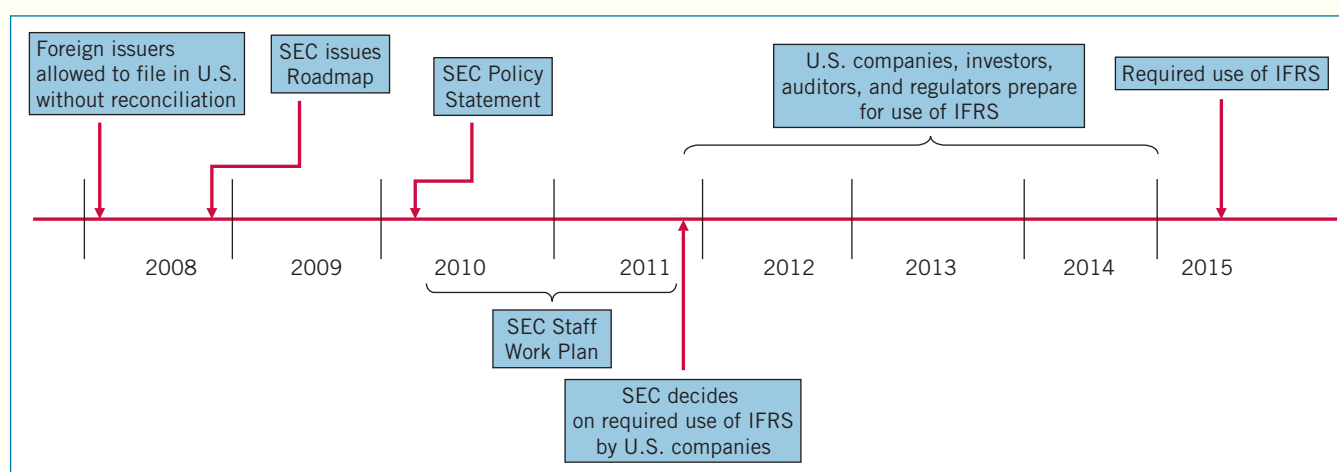 Foreign issuers
allowed to file in U.S.
without reconciliation
SEC issues
Roadmap
SEC Policy
Statement
U.S. companies, investors,
auditors, and regulators prepare
for use of IFRS
Required use of IFRS
2008
2009
2010
2011
2012
2013
2014
2015
SEC Staff
Work Plan
SEC decides
on required use of IFRS
by U.S. companies